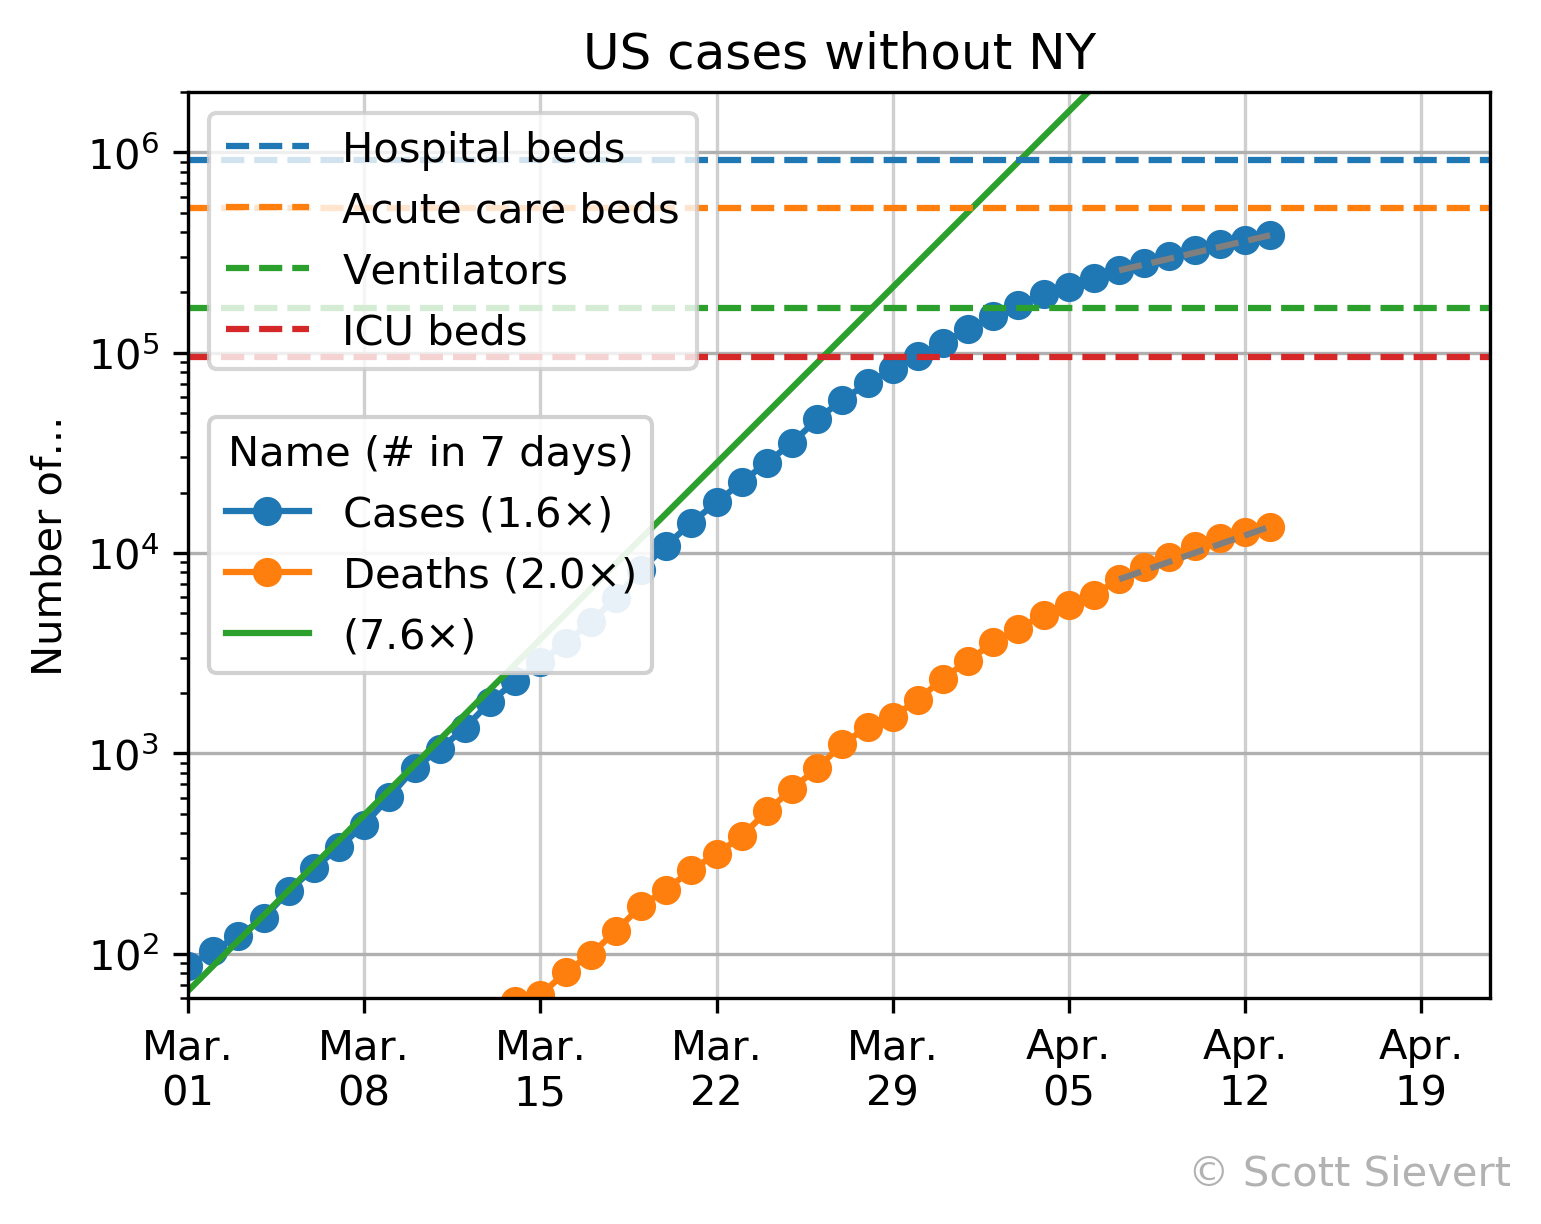 US cases without NY
Number of...
10⁶
10⁵
10⁴
10³
10²
Hospital beds
Acute care beds
Ventilators
ICU beds
Name (# in 7 days)
Cases (1.6×)
Deaths (2.0×)
(7.6×)
Mar. Mar. Mar. Mar. Mar. Apr. Apr. Apr.
01 08 15 22 29 05 12 19
© Scott Sievert